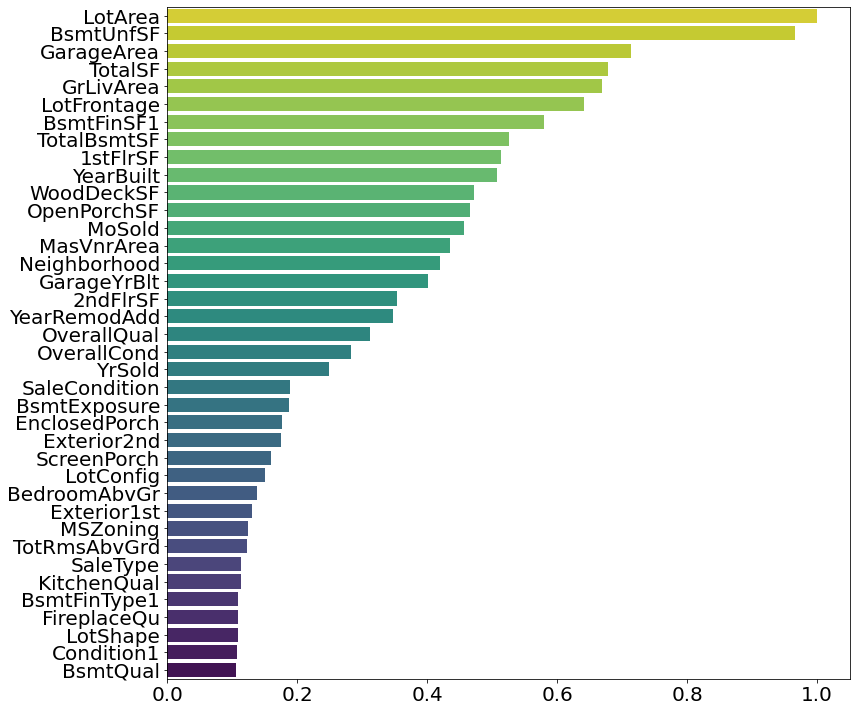 LotArea
BsmtUnfSF
GarageArea
TotalSF
GrLivArea
LotFrontage
BsmtFinSF1
TotalBsmtSF
1stFlrSF
YearBuilt
WoodDeckSF
OpenPorchSF
MoSold
MasVnrArea
Neighborhood
GarageYrBlt
2ndFlrSF
YearRemodAdd
OverallQual
OverallCond
YrSold
SaleCondition
BsmtExposure
EnclosedPorch
Exterior2nd
ScreenPorch
LotConfig
BedroomAbvGr
Exterior1st
MSZoning
TotRmsAbvGrd
SaleType
KitchenQual
BsmtFinType1
FireplaceQu
LotShape
Condition1
BsmtQual
0.0 0.2 0.4 0.6 0.8 1.0